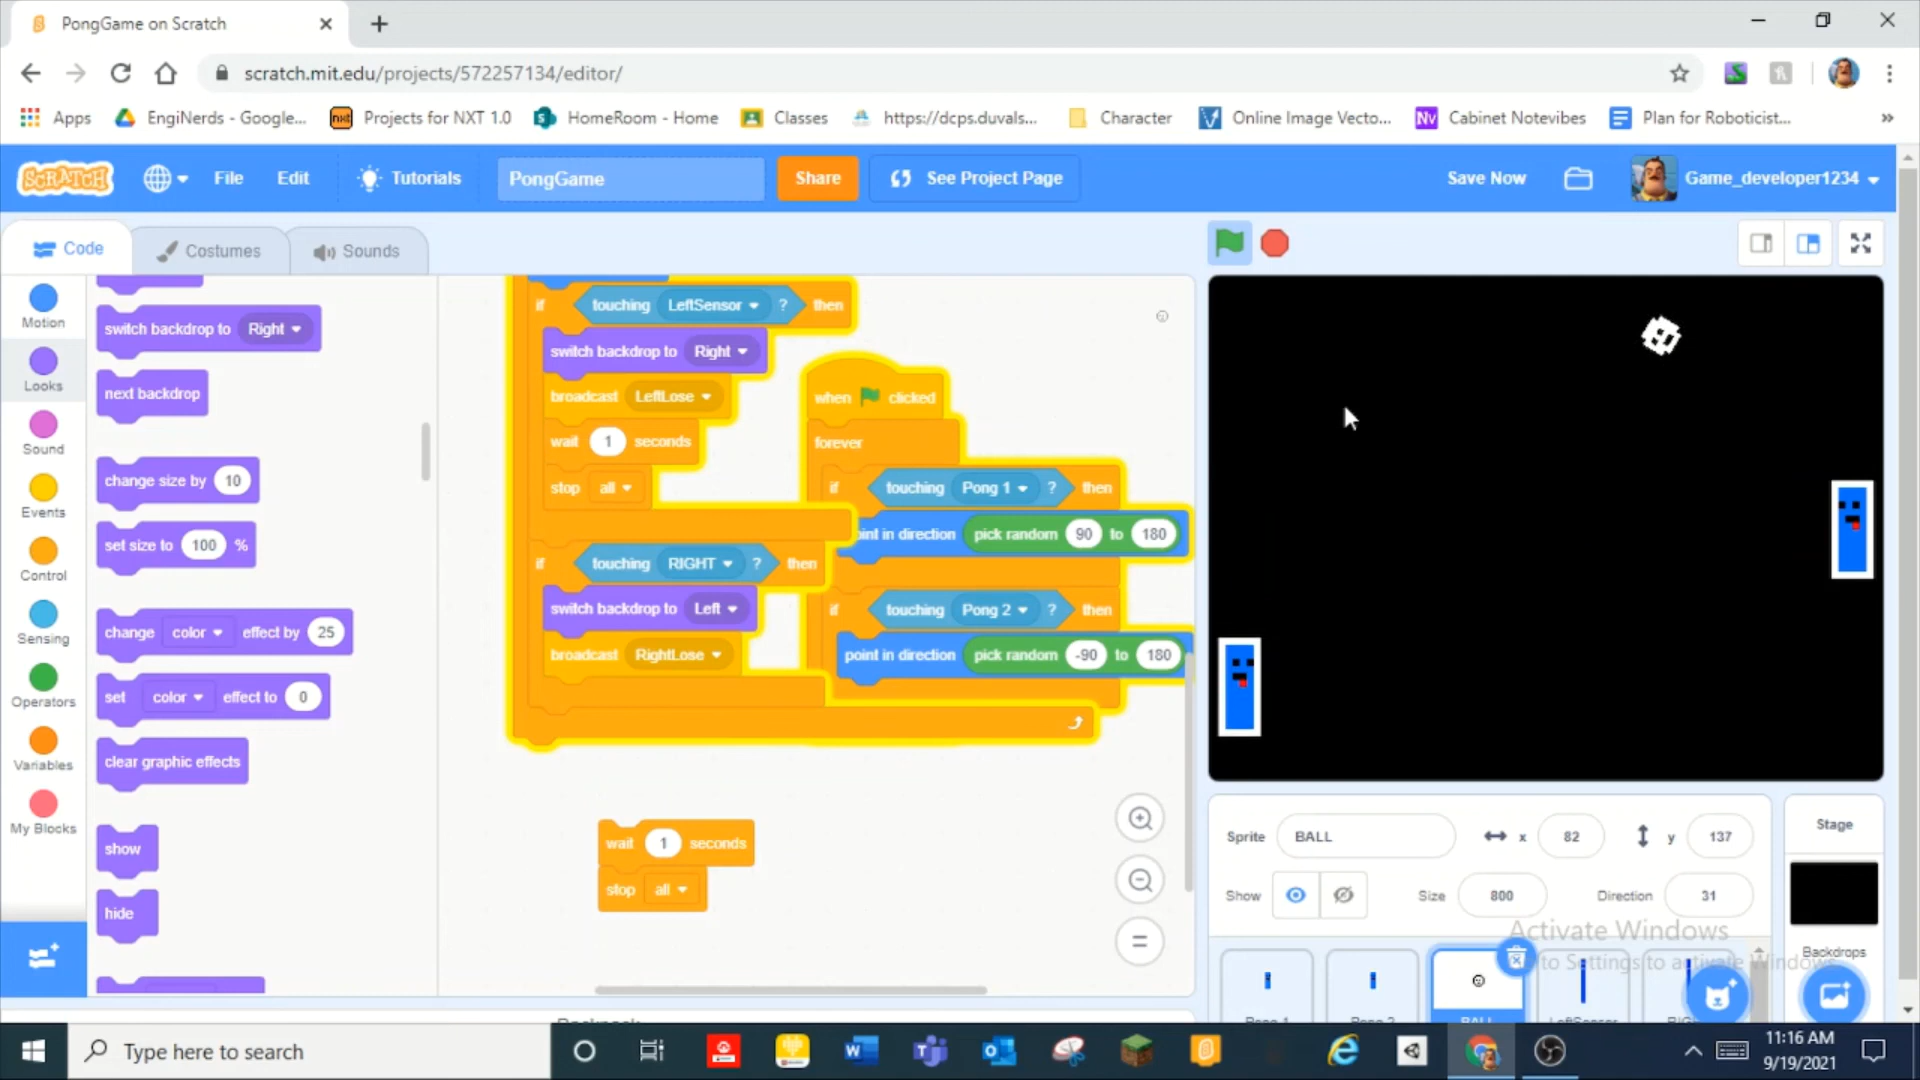 PongGame on Scratch
scratch.mit.edu/projects/572257134/editor/
Apps
EngiNerds - Google...
nxt
Projects for NXT 1.0
HomeRoom - Home
Classes
https://dcps.duvals...
Character
Online Image Vecto...
Nv
Cabinet Notevibes
Plan for Roboticist...
»
SCRATCH
File
Edit
Tutorials
PongGame
Share
See Project Page
Save Now
Game_developer1234
Code
Costumes
Sounds
Motion
Looks
Sound
Events
Control
Sensing
Operators
Variables
My Blocks
switch backdrop to Right
next backdrop
change size by 10
set size to 100 %
change color effect by 25
set color effect to 0
clear graphic effects
show
hide
if touching LeftSensor ? then
switch backdrop to Right
broadcast LeftLose
wait 1 seconds
stop all
if touching RIGHT ? then
switch backdrop to Left
broadcast RightLose
when clicked
forever
if touching Pong 1 ? then
int in direction pick random 90 to 180
if touching Pong 2 ? then
point in direction pick random -90 to 180
wait 1 seconds
stop all
Sprite BALL x 82 y 137
Show Size 800 Direction 31
Stage
Backdrops
Activate Windows
to Settings to activate Windows.
Type here to search
11:16 AM
9/19/2021